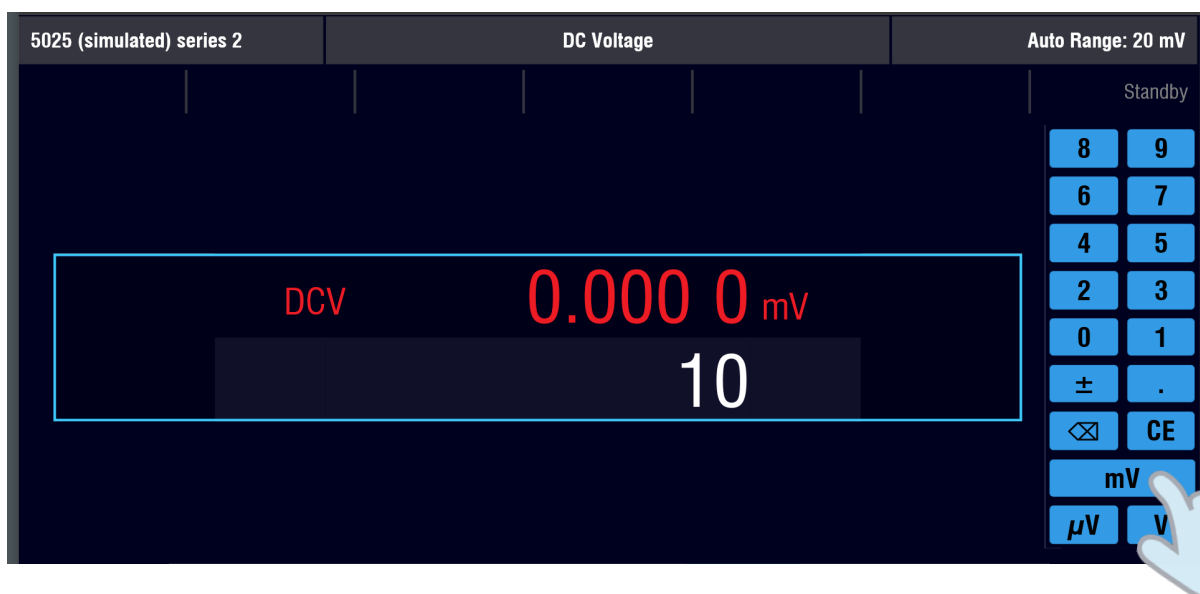 5025 (simulated) series 2 DC Voltage Auto Range: 20 mV
Standby
8 9
6 7
4 5
DCV 0.000 0 mV
2 3
0 1
10
± .
⌫ CE
mV
µV V